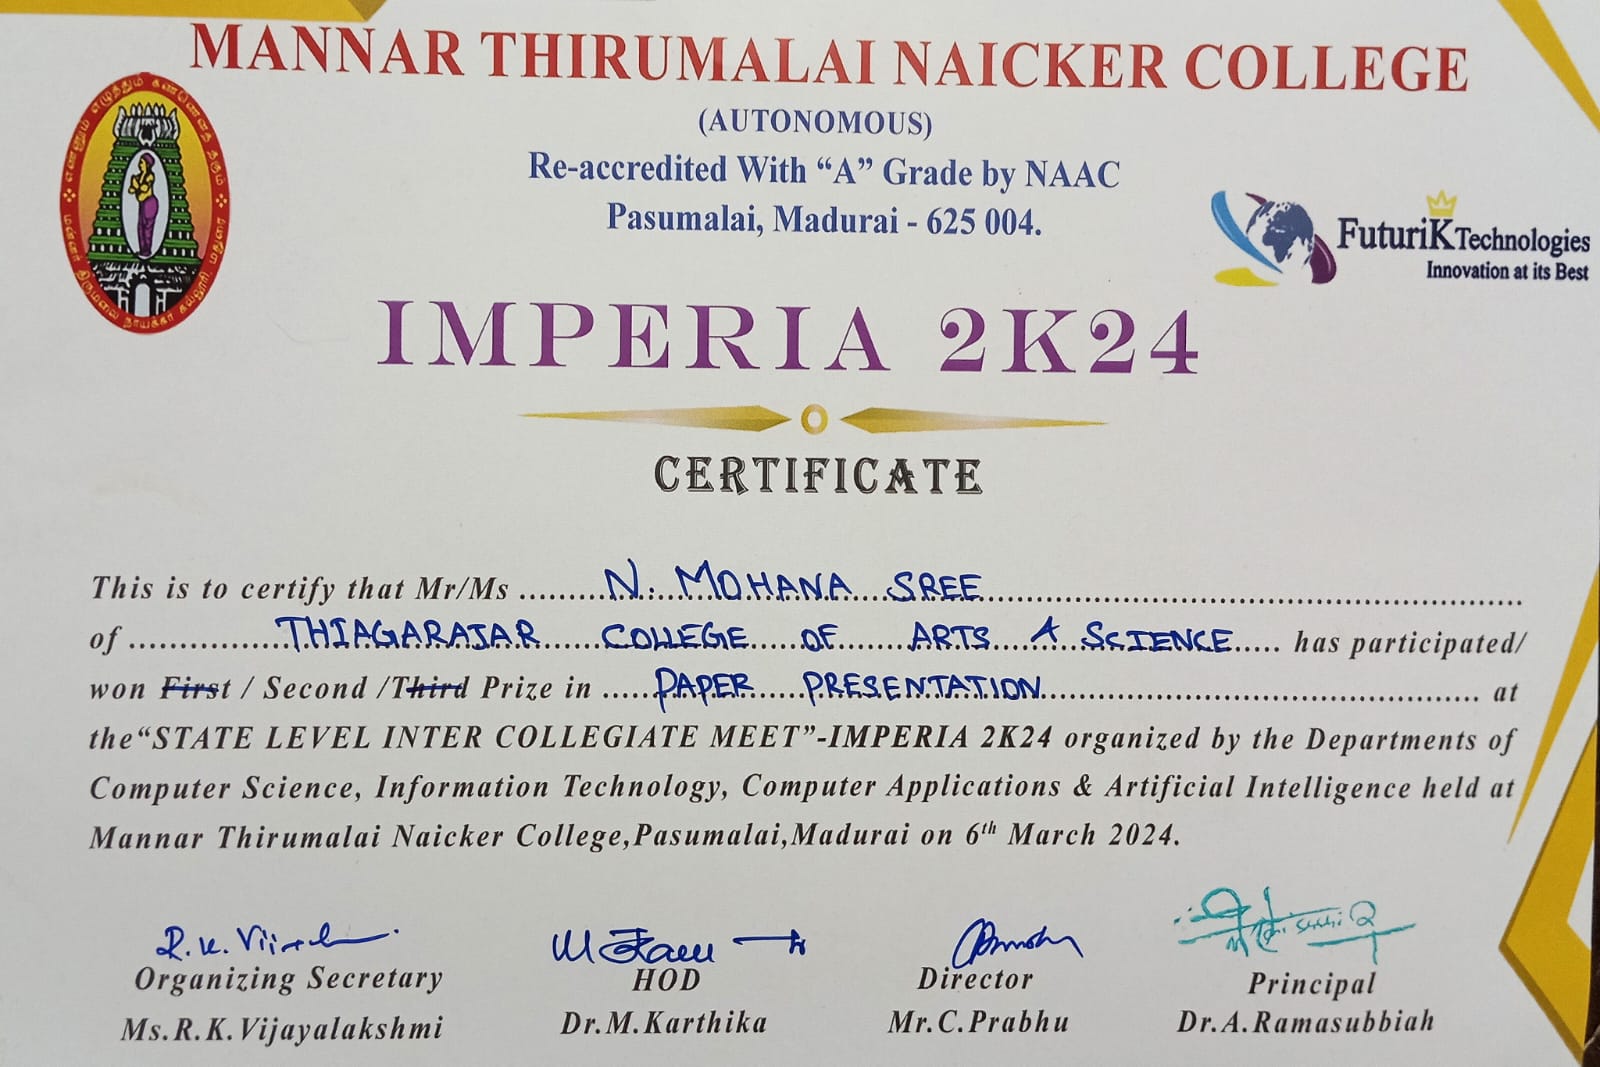 MANNAR THIRUMALAI NAICKER COLLEGE
(AUTONOMOUS)
Re-accredited With “A” Grade by NAAC
Pasumalai, Madurai - 625 004.
FuturiK Technologies
Innovation at its Best
IMPERIA 2K24
CERTIFICATE
This is to certify that Mr/Ms .........N. MOHANA SREE..........
of ..........THIAGARAJAR COLLEGE OF ARTS & SCIENCE..... has participated/
won First / Second /Third Prize in .....PAPER PRESENTATION.......... at
the“STATE LEVEL INTER COLLEGIATE MEET”-IMPERIA 2K24 organized by the Departments of
Computer Science, Information Technology, Computer Applications & Artificial Intelligence held at
Mannar Thirumalai Naicker College,Pasumalai,Madurai on 6th March 2024.
Organizing Secretary HOD Director Principal
Ms.R.K.Vijayalakshmi Dr.M.Karthika Mr.C.Prabhu Dr.A.Ramasubbiah